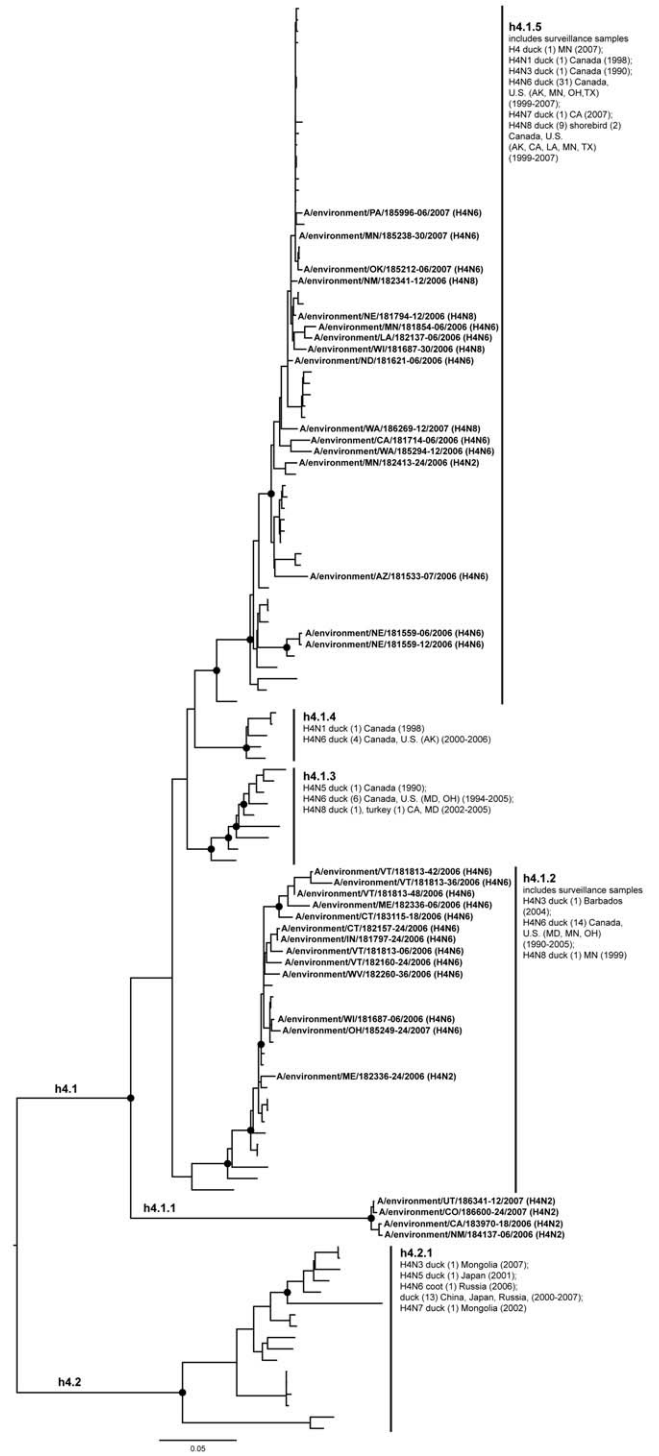 h4.1.5
includes surveillance samples
H4 duck (1) MN (2007);
H4N1 duck (1) Canada (1998);
H4N3 duck (1) Canada (1990);
H4N6 duck (31) Canada,
U.S. (AK, MN, OH,TX)
(1999-2007);
H4N7 duck (1) CA (2007);
H4N8 duck (9) shorebird (2)
Canada, U.S.
(AK, CA, LA, MN, TX)
(1999-2007)
A/environment/PA/185996-06/2007 (H4N6)
A/environment/MN/185238-30/2007 (H4N6)
A/environment/OK/185212-06/2007 (H4N6)
A/environment/NM/182341-12/2006 (H4N8)
A/environment/NE/181794-12/2006 (H4N8)
A/environment/MN/181854-06/2006 (H4N6)
A/environment/LA/182137-06/2006 (H4N6)
A/environment/WI/181687-30/2006 (H4N8)
A/environment/ND/181621-06/2006 (H4N6)
A/environment/WA/186269-12/2007 (H4N8)
A/environment/CA/181714-06/2006 (H4N6)
A/environment/WA/185294-12/2006 (H4N6)
A/environment/MN/182413-24/2006 (H4N2)
A/environment/AZ/181533-07/2006 (H4N6)
A/environment/NE/181559-06/2006 (H4N6)
A/environment/NE/181559-12/2006 (H4N6)
h4.1.4
H4N1 duck (1) Canada (1998)
H4N6 duck (4) Canada, U.S. (AK) (2000-2006)
h4.1.3
H4N5 duck (1) Canada (1990);
H4N6 duck (6) Canada, U.S. (MD, OH) (1994-2005);
H4N8 duck (1), turkey (1) CA, MD (2002-2005)
h4.1.2
includes surveillance samples
H4N3 duck (1) Barbados
(2004);
H4N6 duck (14) Canada,
U.S. (MD, MN, OH)
(1990-2005);
H4N8 duck (1) MN (1999)
A/environment/VT/181813-42/2006 (H4N6)
A/environment/VT/181813-36/2006 (H4N6)
A/environment/VT/181813-48/2006 (H4N6)
A/environment/ME/182336-06/2006 (H4N6)
A/environment/CT/183115-18/2006 (H4N6)
A/environment/CT/182157-24/2006 (H4N6)
A/environment/IN/181797-24/2006 (H4N6)
A/environment/VT/181813-06/2006 (H4N6)
A/environment/VT/182160-24/2006 (H4N6)
A/environment/WV/182260-36/2006 (H4N6)
A/environment/WI/181687-06/2006 (H4N6)
A/environment/OH/185249-24/2007 (H4N6)
A/environment/ME/182336-24/2006 (H4N2)
h4.1
h4.1.1
A/environment/UT/186341-12/2007 (H4N2)
A/environment/CO/186600-24/2007 (H4N2)
A/environment/CA/183970-18/2006 (H4N2)
A/environment/NM/184137-06/2006 (H4N2)
h4.2.1
H4N3 duck (1) Mongolia (2007);
H4N5 duck (1) Japan (2001);
H4N6 coot (1) Russia (2006);
duck (13) China, Japan, Russia, (2000-2007);
H4N7 duck (1) Mongolia (2002)
h4.2
0.05